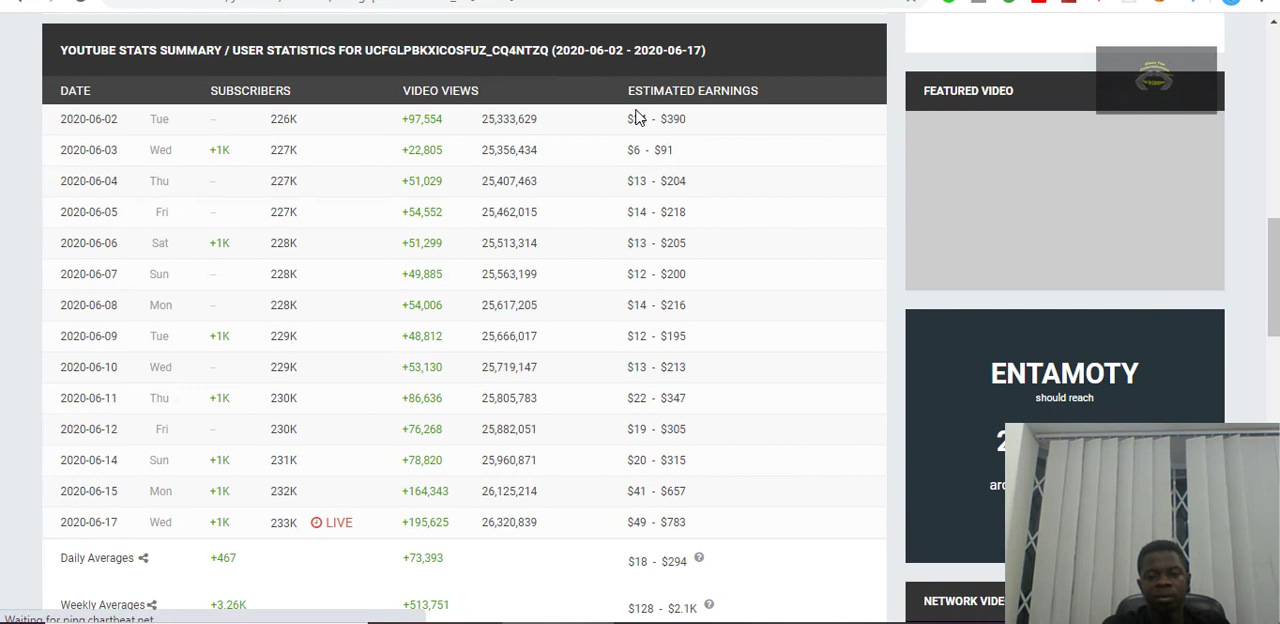 YOUTUBE STATS SUMMARY / USER STATISTICS FOR UCFGLPBKXICOSFUZ_CQ4NTZQ (2020-06-02 - 2020-06-17)
DATE SUBSCRIBERS VIDEO VIEWS ESTIMATED EARNINGS
2020-06-02 Tue 226K +97,554 25,333,629 - $390
2020-06-03 Wed +1K 227K +22,805 25,356,434 $6 - $91
2020-06-04 Thu -- 227K +51,029 25,407,463 $13 - $204
2020-06-05 Fri -- 227K +54,552 25,462,015 $14 - $218
2020-06-06 Sat +1K 228K +51,299 25,513,314 $13 - $205
2020-06-07 Sun -- 228K +49,885 25,563,199 $12 - $200
2020-06-08 Mon -- 228K +54,006 25,617,205 $14 - $216
2020-06-09 Tue +1K 229K +48,812 25,666,017 $12 - $195
2020-06-10 Wed -- 229K +53,130 25,719,147 $13 - $213
2020-06-11 Thu +1K 230K +86,636 25,805,783 $22 - $347
2020-06-12 Fri -- 230K +76,268 25,882,051 $19 - $305
2020-06-14 Sun +1K 231K +78,820 25,960,871 $20 - $315
2020-06-15 Mon +1K 232K +164,343 26,125,214 $41 - $657
2020-06-17 Wed +1K 233K LIVE +195,625 26,320,839 $49 - $783
Daily Averages +467 +73,393 $18 - $294 ?
Weekly Averages +3.26K +513,751 $128 - $2.1K ?
Waiting for ping.chartbeat.net
FEATURED VIDEO
ENTAMOTY
should reach
NETWORK VIDE